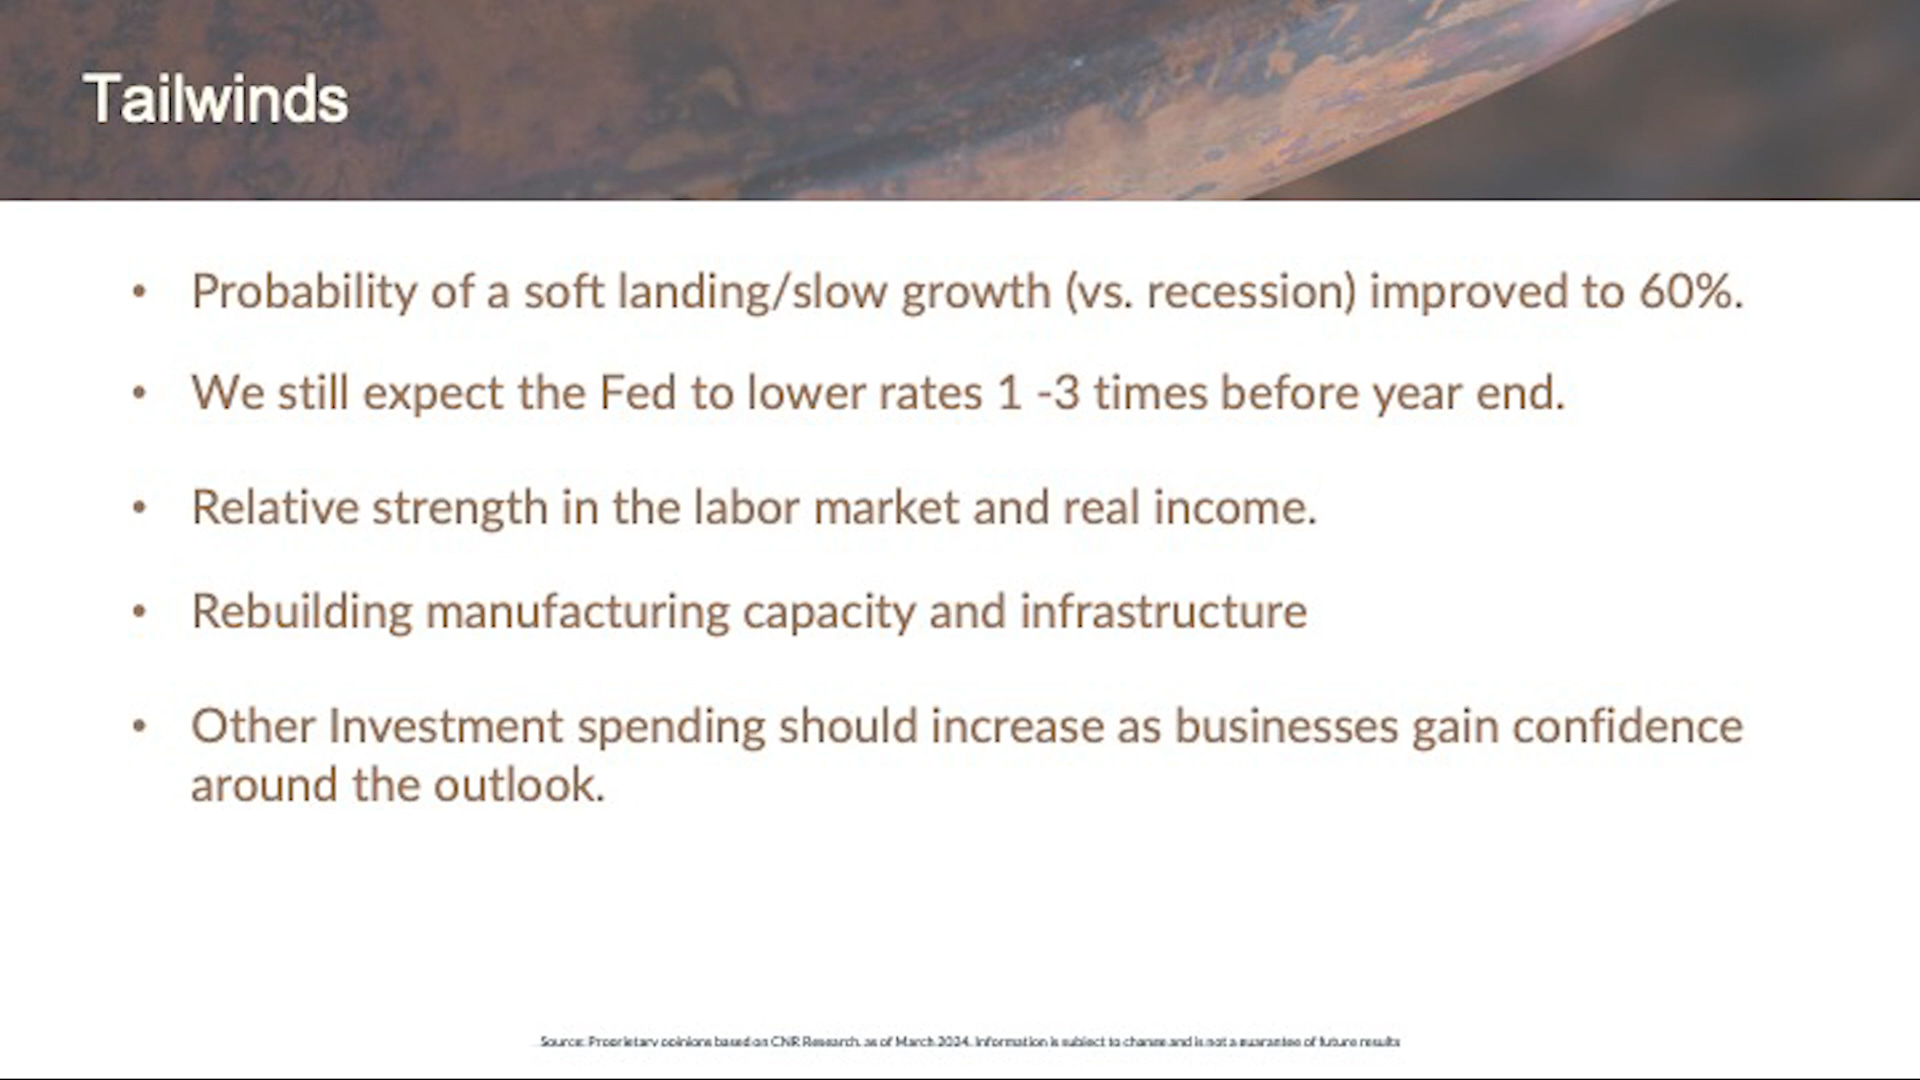 Tailwinds
• Probability of a soft landing/slow growth (vs. recession) improved to 60%.
• We still expect the Fed to lower rates 1 -3 times before year end.
• Relative strength in the labor market and real income.
• Rebuilding manufacturing capacity and infrastructure
• Other Investment spending should increase as businesses gain confidence
around the outlook.
Source: Proprietary opinions based on CNR Research, as of March 2024. Information is subject to change and is not a guarantee of future results